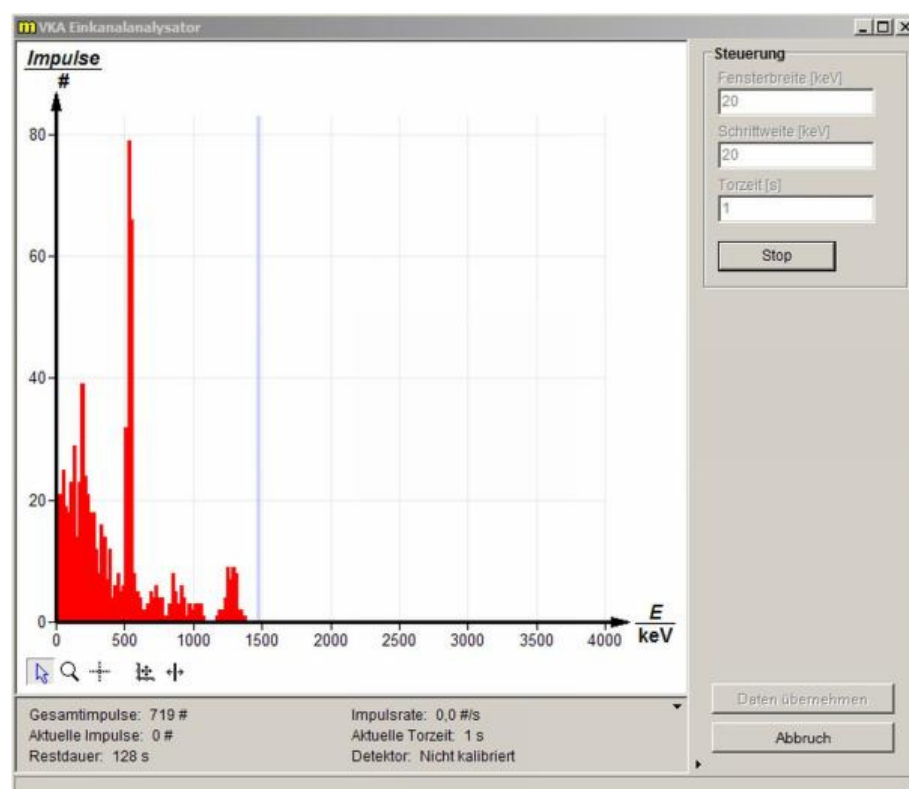 VKA Einkanalanalysator
Impulse
#
80
60
40
20
0
0 500 1000 1500 2000 2500 3000 3500 4000
E
keV
Steuerung
Fensterbreite [keV]
20
Schrittweite [keV]
20
Torzeit [s]
1
Stop
Gesamtimpulse: 719 #
Aktuelle Impulse: 0 #
Restdauer: 128 s
Impulsrate: 0,0 #/s
Aktuelle Torzeit: 1 s
Detektor: Nicht kalibriert
Daten übernehmen
Abbruch